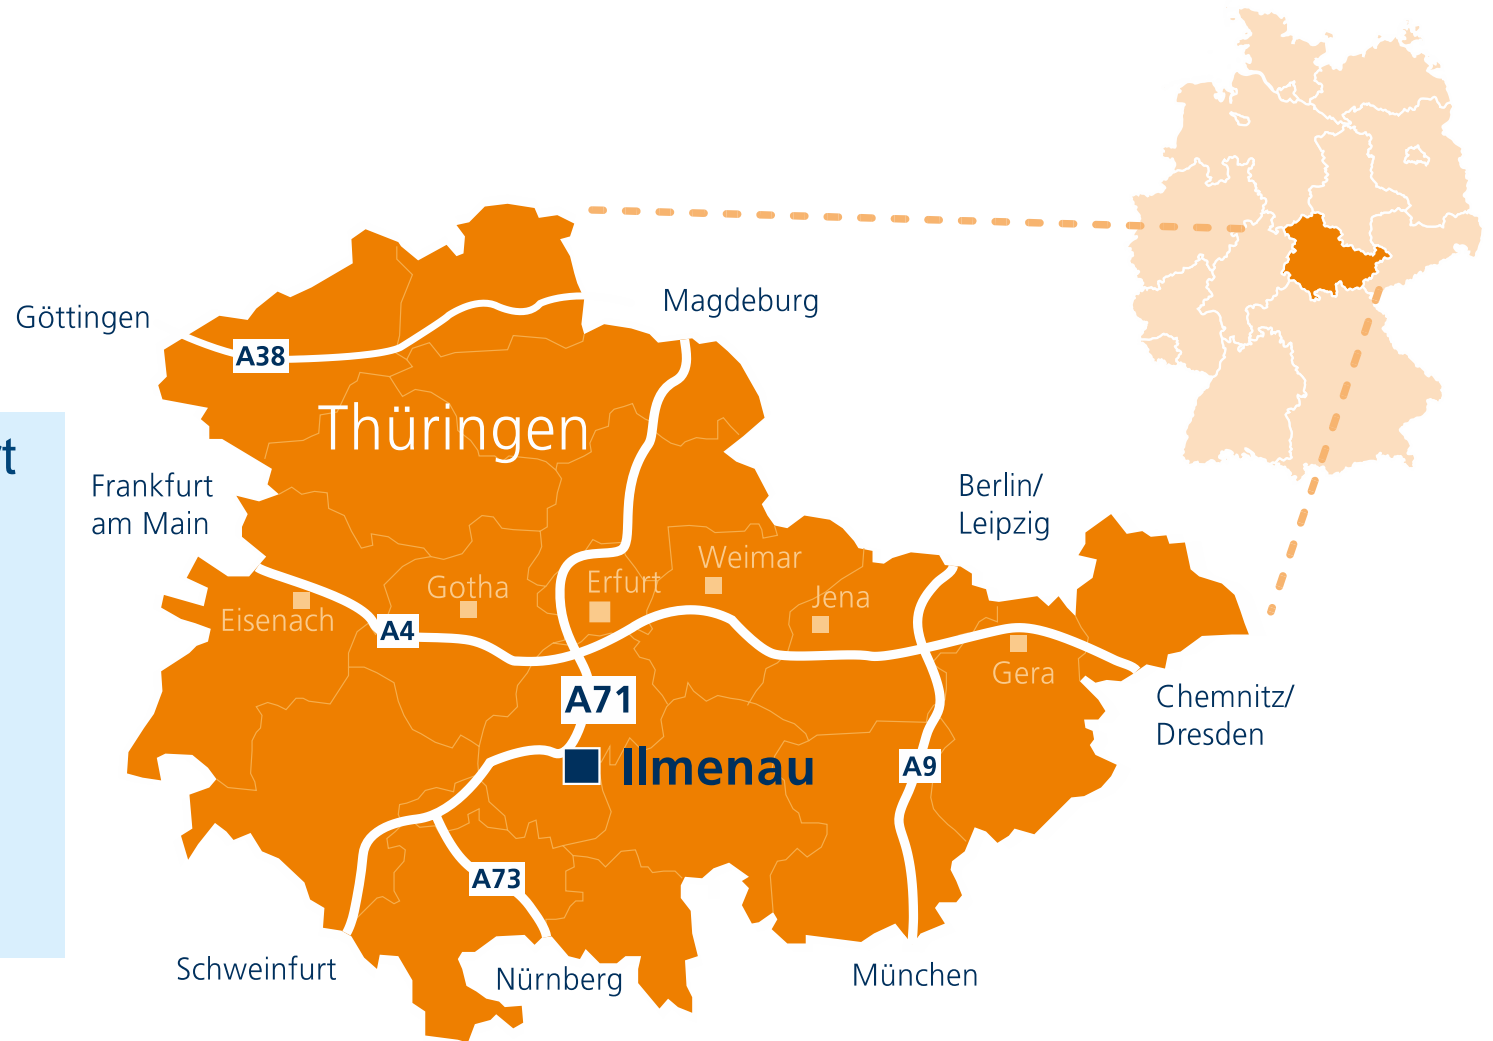 Göttingen
Magdeburg
A38
Thüringen
Frankfurt
am Main
Berlin/
Leipzig
Weimar
Erfurt
Gotha
Jena
Eisenach
A4
Gera
A71
Chemnitz/
Dresden
Ilmenau
A9
A73
Schweinfurt
Nürnberg
München